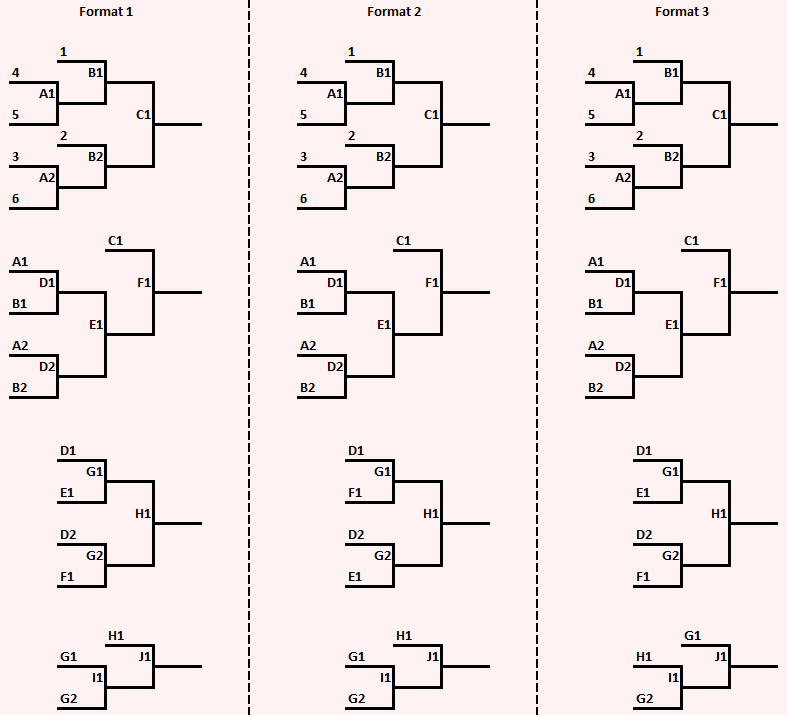 Format 1 Format 2 Format 3
1 1 1
4 B1 4 B1 4 B1
A1 A1 A1
5 C1 5 C1 5 C1
2 2 2
3 B2 3 B2 3 B2
A2 A2 A2
6 6 6
C1 C1 C1
A1 A1 A1
D1 F1 D1 F1 D1 F1
B1 B1 B1
E1 E1 E1
A2 A2 A2
D2 D2 D2
B2 B2 B2
D1 D1 D1
G1 G1 G1
E1 F1 E1
H1 H1 H1
D2 D2 D2
G2 G2 G2
F1 E1 F1
H1 H1 G1
G1 J1 G1 J1 H1 J1
I1 I1 I1
G2 G2 G2